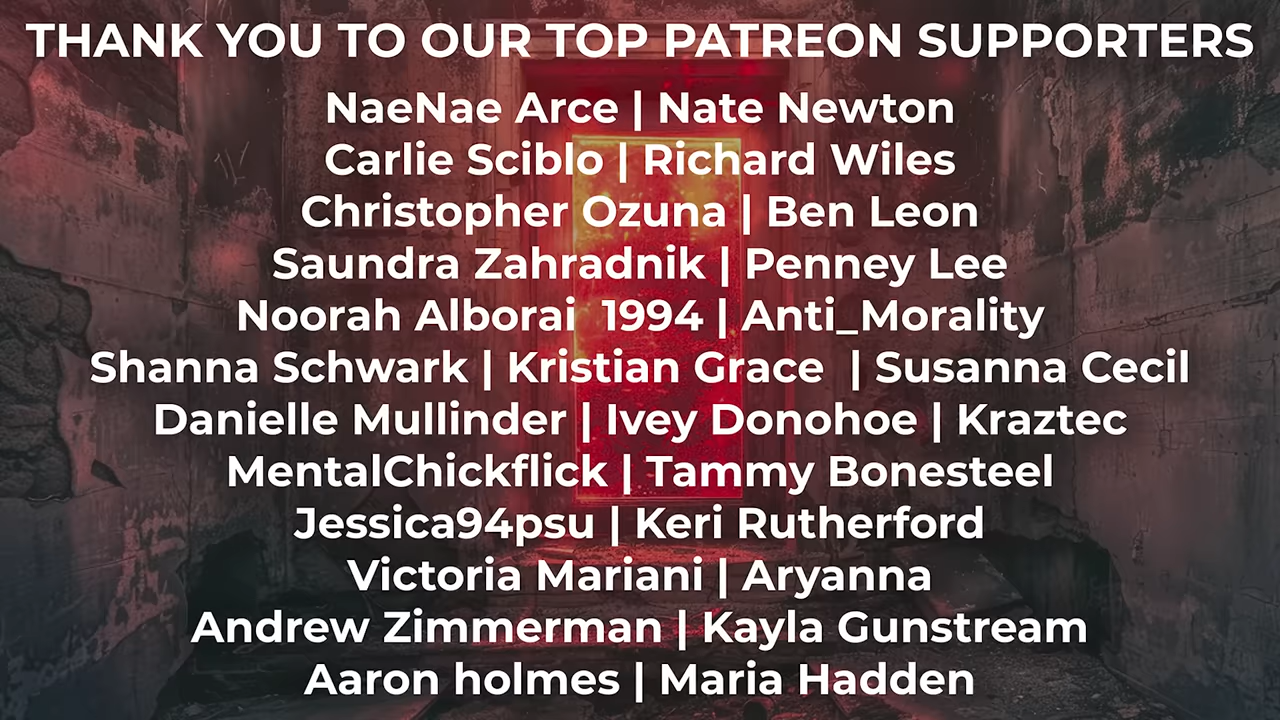 THANK YOU TO OUR TOP PATREON SUPPORTERS
NaeNae Arce | Nate Newton
Carlie Sciblo | Richard Wiles
Christopher Ozuna | Ben Leon
Saundra Zahradnik | Penney Lee
Noorah Alborai  1994 | Anti_Morality
Shanna Schwark | Kristian Grace  | Susanna Cecil
Danielle Mullinder | Ivey Donohoe | Kraztec
MentalChickflick | Tammy Bonesteel
Jessica94psu | Keri Rutherford
Victoria Mariani | Aryanna
Andrew Zimmerman | Kayla Gunstream
Aaron holmes | Maria Hadden